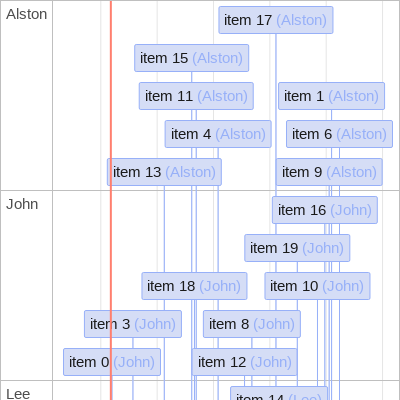 Alston
item 17 (Alston)
item 15 (Alston)
item 11 (Alston)
item 1 (Alston)
item 4 (Alston)
item 6 (Alston)
item 13 (Alston)
item 9 (Alston)
John
item 16 (John)
item 19 (John)
item 18 (John)
item 10 (John)
item 3 (John)
item 8 (John)
item 0 (John)
item 12 (John)
Lee
item 14 (Lee)